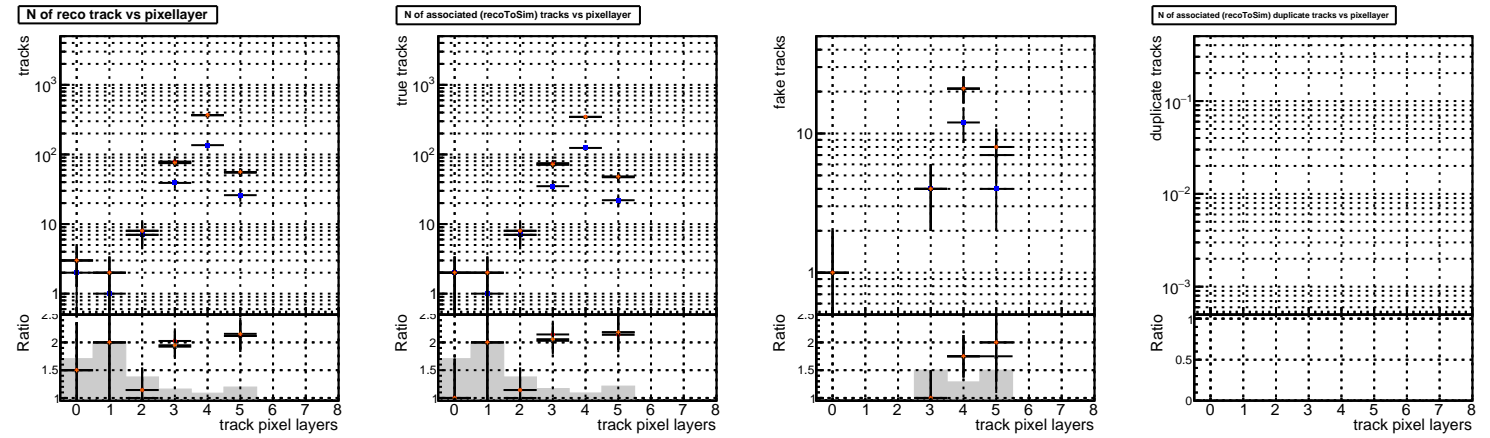 N of reco track vs pixellayer
tracks
10³
10²
10
1
Ratio
2.5
2
1.5
1
0 1 2 3 4 5 6 7 8
track pixel layers
N of associated (recoToSim) tracks vs pixellayer
true tracks
10³
10²
10
1
Ratio
2.5
2
1.5
1
0 1 2 3 4 5 6 7 8
track pixel layers
fake tracks
10
1
Ratio
2.5
2
1.5
1
0 1 2 3 4 5 6 7 8
track pixel layers
N of associated (recoToSim) duplicate tracks vs pixellayer
duplicate tracks
10⁻¹
10⁻²
10⁻³
Ratio
1
0.5
0
0 1 2 3 4 5 6 7 8
track pixel layers